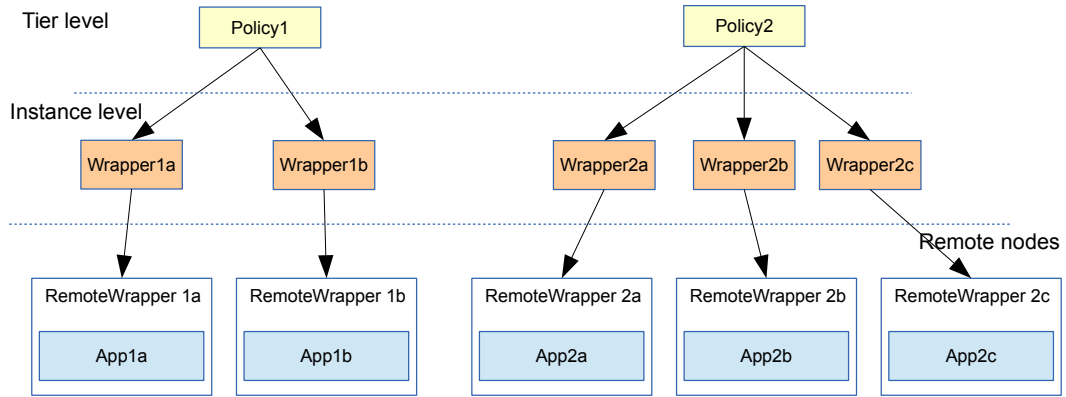 Tier level
Policy1
Policy2
Instance level
Wrapper1a
Wrapper1b
Wrapper2a
Wrapper2b
Wrapper2c
Remote nodes
RemoteWrapper 1a
RemoteWrapper 1b
RemoteWrapper 2a
RemoteWrapper 2b
RemoteWrapper 2c
App1a
App1b
App2a
App2b
App2c